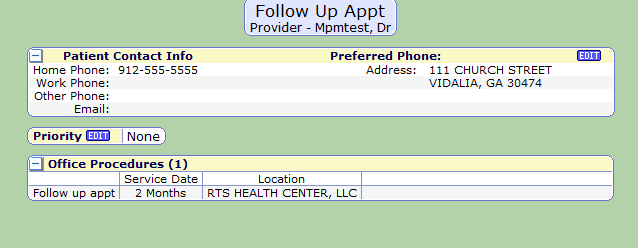 Follow Up Appt
Provider - Mpmtest, Dr
Patient Contact Info Preferred Phone: EDIT
Home Phone: 912-555-5555 Address: 111 CHURCH STREET
Work Phone: VIDALIA, GA 30474
Other Phone:
Email:
Priority EDIT None
Office Procedures (1)
Service Date Location
Follow up appt 2 Months RTS HEALTH CENTER, LLC